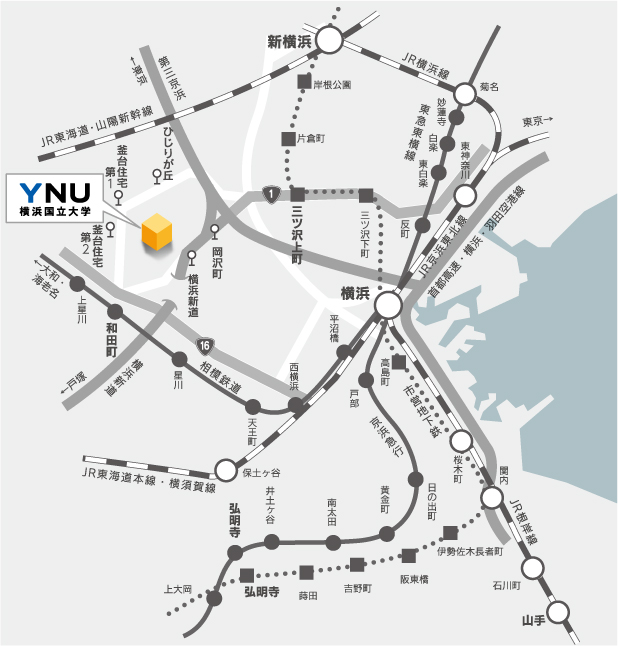 新横浜
JR横浜線
菊名
岸根公園
←東京
第三京浜
妙蓮寺
白楽
東急東横線
東白楽
東神奈川
東京→
JR東海道・山陽新幹線
片倉町
ひじりが丘
釜台住宅
第1
YNU
横浜国立大学
1
三ツ沢上町
三ツ沢下町
反町
JR京浜東北線
首都高速・横浜・羽田空港線
釜台住宅
第2
岡沢町
横浜新道
横浜
←大和・
海老名
上星川
和田町
16
平沼橋
高島町
星川
相模鉄道
西横浜
横浜新道
←戸塚
天王町
戸部
市営地下鉄
京浜急行
桜木町
JR東海道本線・横須賀線
保土ヶ谷
関内
弘明寺
井土ヶ谷
南太田
黄金町
日の出町
JR根岸線
伊勢佐木長者町
上大岡
弘明寺
蒔田
吉野町
阪東橋
石川町
山手